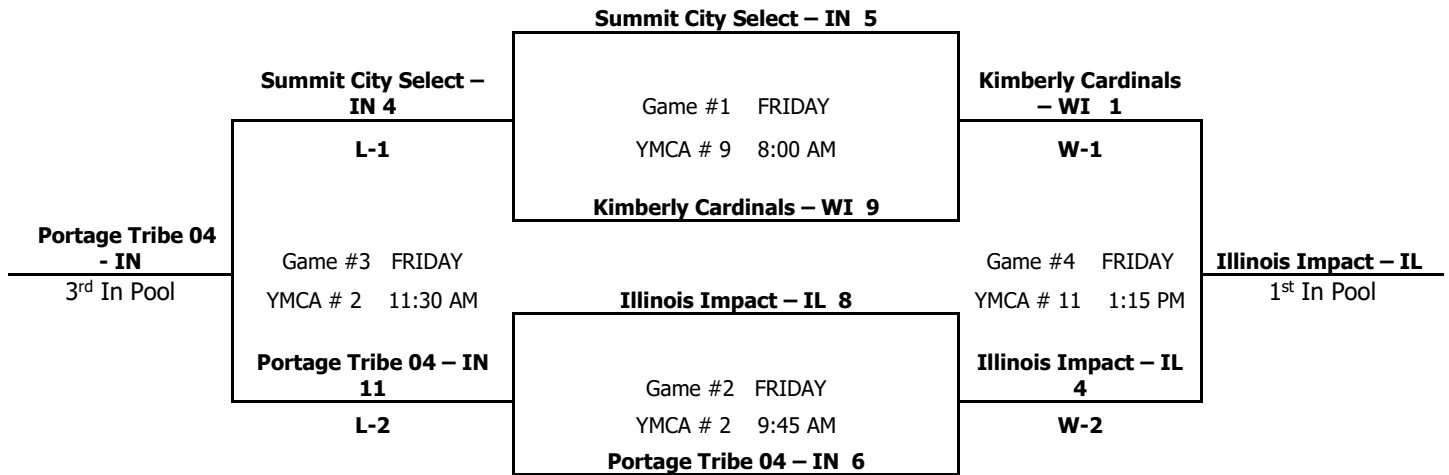 Summit City Select – IN 5
Summit City Select –
IN 4
Game #1 FRIDAY
Kimberly Cardinals
– WI 1
L-1
YMCA # 9 8:00 AM
W-1
Kimberly Cardinals – WI 9
Portage Tribe 04
- IN
Game #3 FRIDAY
Game #4 FRIDAY
Illinois Impact – IL
3rd In Pool
YMCA # 2 11:30 AM
Illinois Impact – IL 8
YMCA # 11 1:15 PM
1st In Pool
Portage Tribe 04 – IN
11
Game #2 FRIDAY
Illinois Impact – IL
4
L-2
YMCA # 2 9:45 AM
W-2
Portage Tribe 04 – IN 6